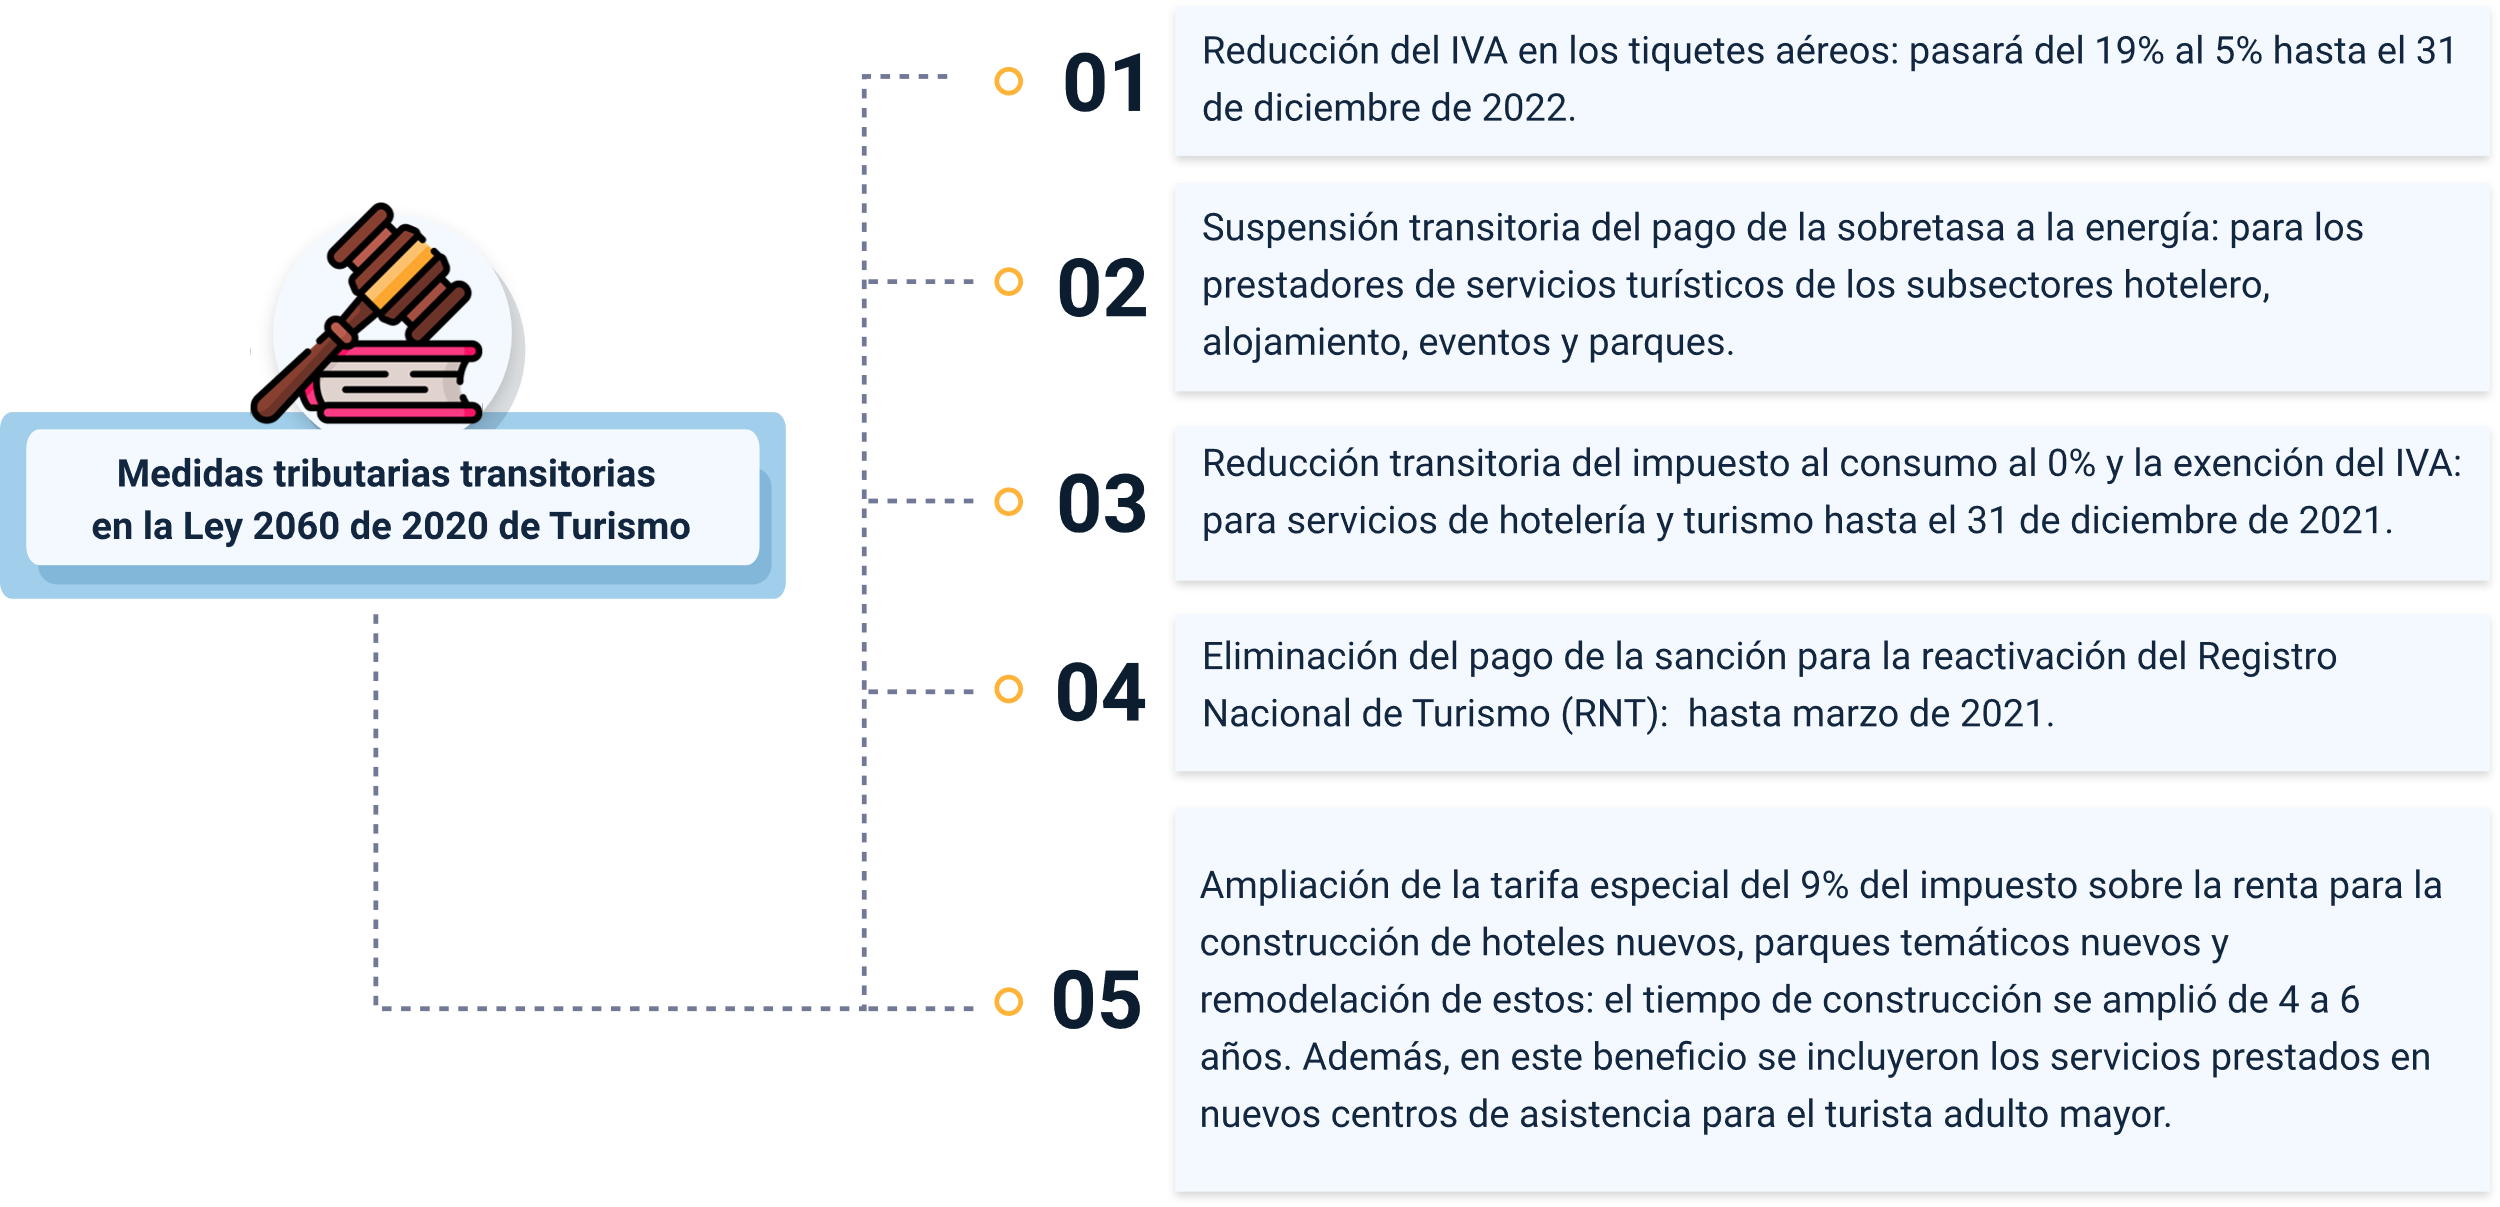 Medidas tributarias transitorias
en la Ley 2060 de 2020 de Turismo
01
Reducción del IVA en los tiquetes aéreos: pasará del 19% al 5% hasta el 31
de diciembre de 2022.
02
Suspensión transitoria del pago de la sobretasa a la energía: para los
prestadores de servicios turísticos de los subsectores hotelero,
alojamiento, eventos y parques.
03
Reducción transitoria del impuesto al consumo al 0% y la exención del IVA:
para servicios de hotelería y turismo hasta el 31 de diciembre de 2021.
04
Eliminación del pago de la sanción para la reactivación del Registro
Nacional de Turismo (RNT):  hasta marzo de 2021.
05
Ampliación de la tarifa especial del 9% del impuesto sobre la renta para la
construcción de hoteles nuevos, parques temáticos nuevos y
remodelación de estos: el tiempo de construcción se amplió de 4 a 6
años. Además, en este beneficio se incluyeron los servicios prestados en
nuevos centros de asistencia para el turista adulto mayor.